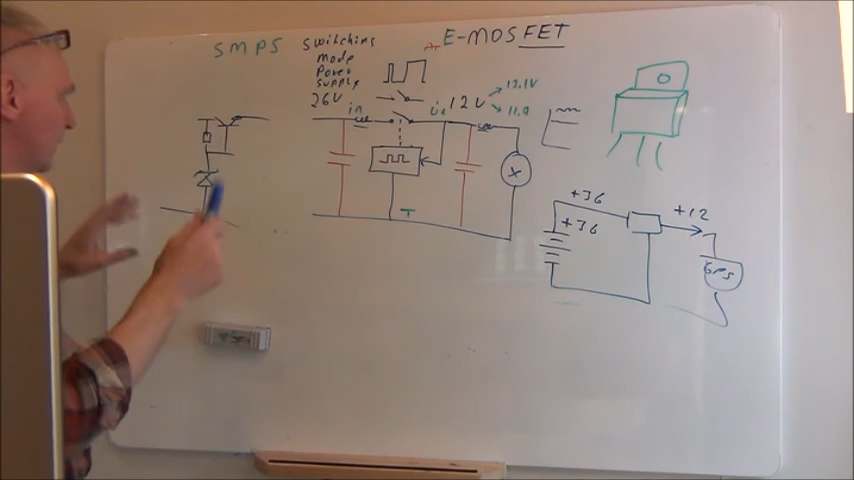 SMPS
switching
mode
power
supply
E-MOSFET
26V
in
12V
12.1V
11.9
+36
+36
+12
GPS